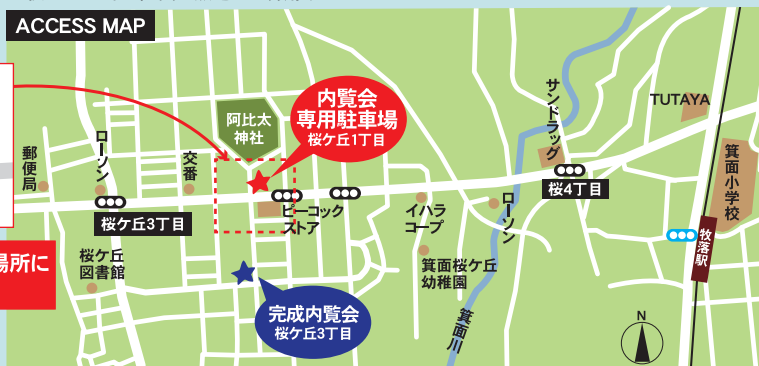 ACCESS MAP
内覧会
専用駐車場
桜ケ丘1丁目
阿比太
神社
サンドラッグ
TUTAYA
郵便局
ローソン
交番
箕面小学校
桜4丁目
桜ケ丘3丁目
ピーコック
ストア
イハラ
コープ
ローソン
牧落駅
桜ケ丘
図書館
箕面桜ケ丘
幼稚園
場所に
完成内覧会
桜ケ丘3丁目
箕面川
N